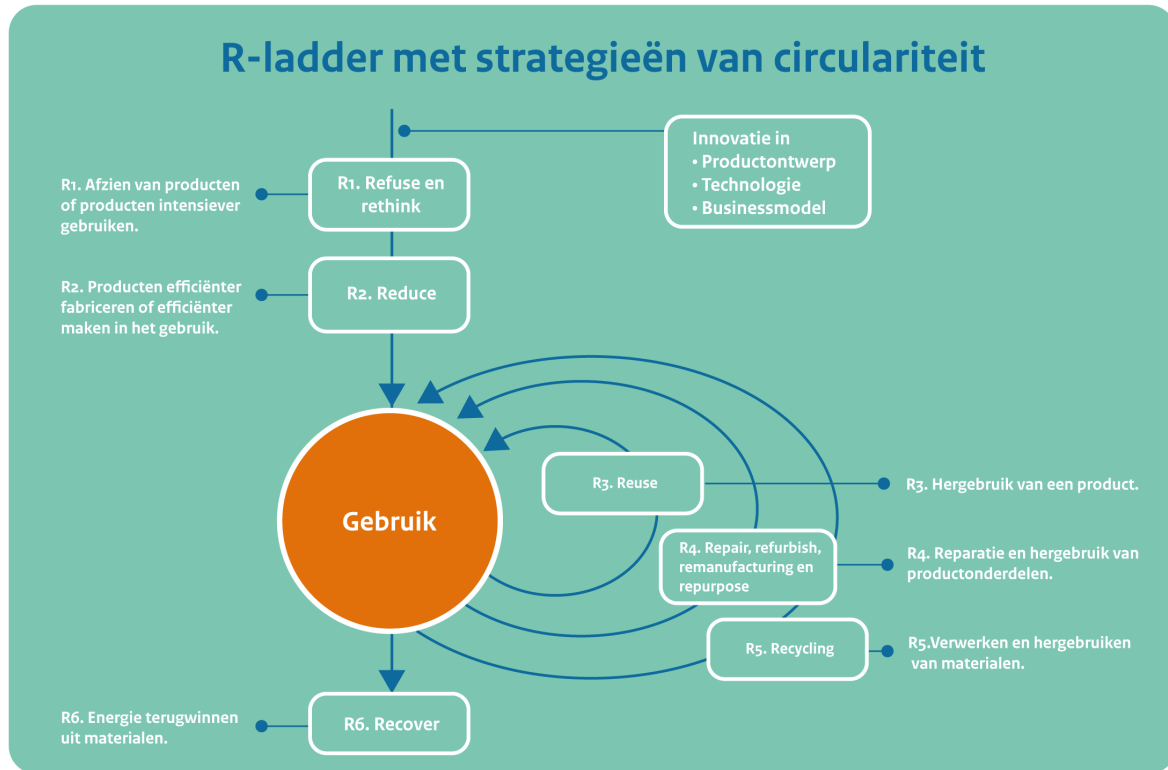 R-ladder met strategieën van circulariteit
Innovatie in
• Productontwerp
• Technologie
• Businessmodel
R1. Afzien van producten
of producten intensiever
gebruiken.
R1. Refuse en
rethink
R2. Producten efficiënter
fabriceren of efficiënter
maken in het gebruik.
R2. Reduce
Gebruik
R3. Reuse
R3. Hergebruik van een product.
R4. Repair, refurbish,
remanufacturing en
repurpose
R4. Reparatie en hergebruik van
productonderdelen.
R5. Recycling
R5.Verwerken en hergebruiken
van materialen.
R6. Energie terugwinnen
uit materialen.
R6. Recover